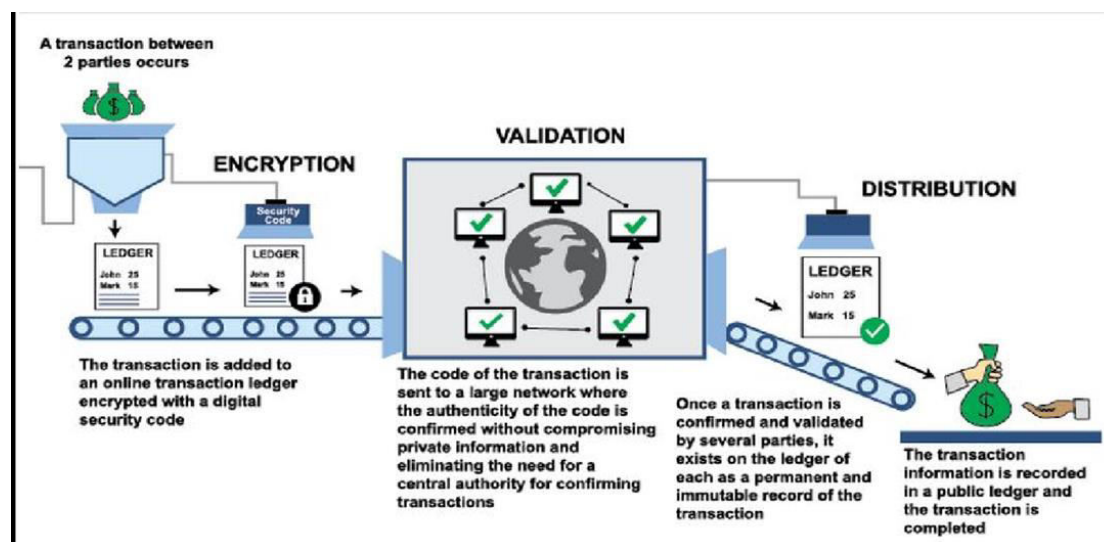 A transaction between
2 parties occurs
ENCRYPTION
Security
Code
LEDGER
John 25
Mark 15
LEDGER
John 25
Mark 15
The transaction is added to
an online transaction ledger
encrypted with a digital
security code
VALIDATION
The code of the transaction is
sent to a large network where
the authenticity of the code is
confirmed without compromising
private information and
eliminating the need for a
central authority for confirming
transactions
DISTRIBUTION
LEDGER
John 25
Mark 15
Once a transaction is
confirmed and validated
by several parties, it
exists on the ledger of
each as a permanent and
immutable record of the
transaction
$
The transaction
information is recorded
in a public ledger and
the transaction is
completed